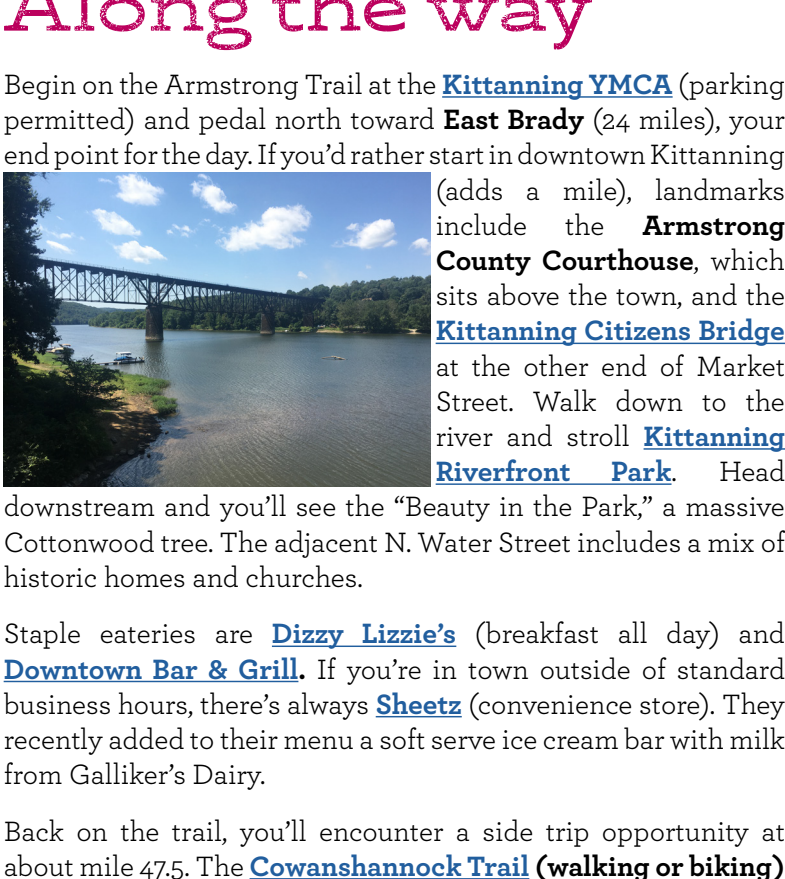 Along the way
Begin on the Armstrong Trail at the Kittanning YMCA (parking
permitted) and pedal north toward East Brady (24 miles), your
end point for the day. If you’d rather start in downtown Kittanning
(adds a mile), landmarks
include the Armstrong
County Courthouse, which
sits above the town, and the
Kittanning Citizens Bridge
at the other end of Market
Street. Walk down to the
river and stroll Kittanning
Riverfront Park. Head
downstream and you’ll see the “Beauty in the Park,” a massive
Cottonwood tree. The adjacent N. Water Street includes a mix of
historic homes and churches.
Staple eateries are Dizzy Lizzie’s (breakfast all day) and
Downtown Bar & Grill. If you’re in town outside of standard
business hours, there’s always Sheetz (convenience store). They
recently added to their menu a soft serve ice cream bar with milk
from Galliker’s Dairy.
Back on the trail, you’ll encounter a side trip opportunity at
about mile 47.5. The Cowanshannock Trail (walking or biking)